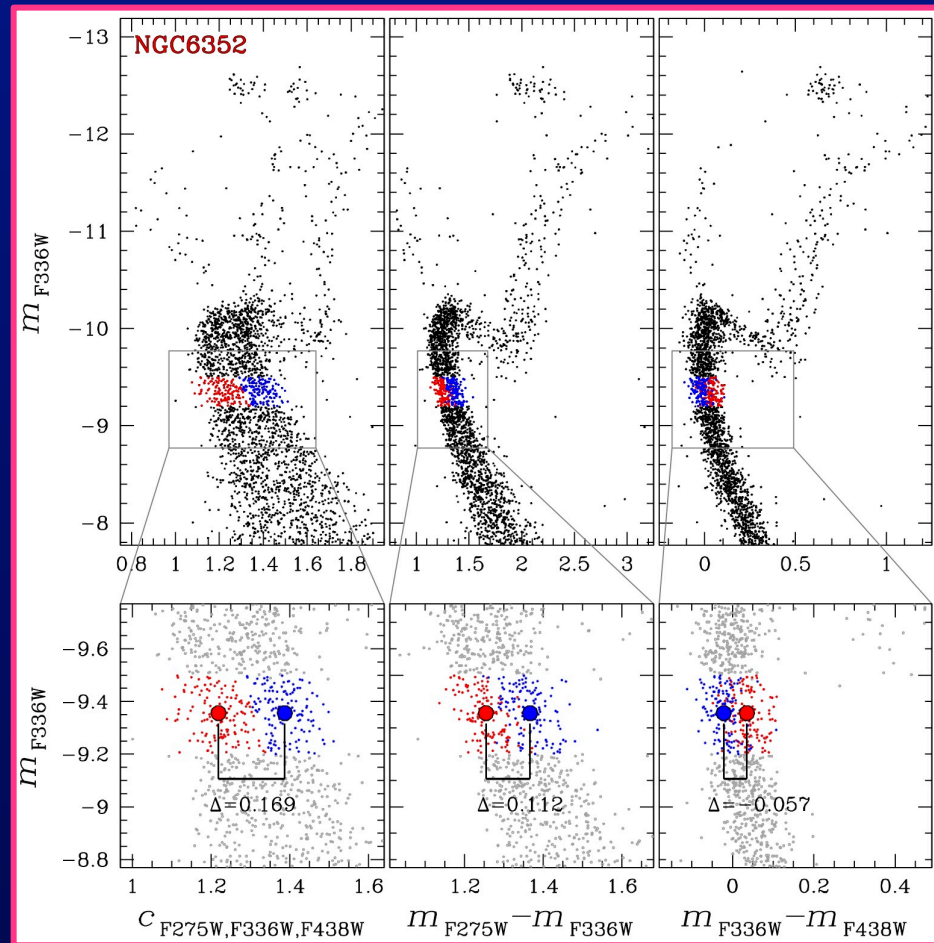 NGC6352
-13
-12
-11
-10
-9
-8
m F336W
0.8 1 1.2 1.4 1.6 1.8
1 1.5 2 2.5 3
0 0.5 1
-9.6
-9.4
-9.2
-9
-8.8
m F336W
Δ=0.169
Δ=0.112
Δ=-0.057
1 1.2 1.4 1.6
1.2 1.4 1.6
0 0.2 0.4
c F275W,F336W,F438W
m F275W-m F336W
m F336W-m F438W